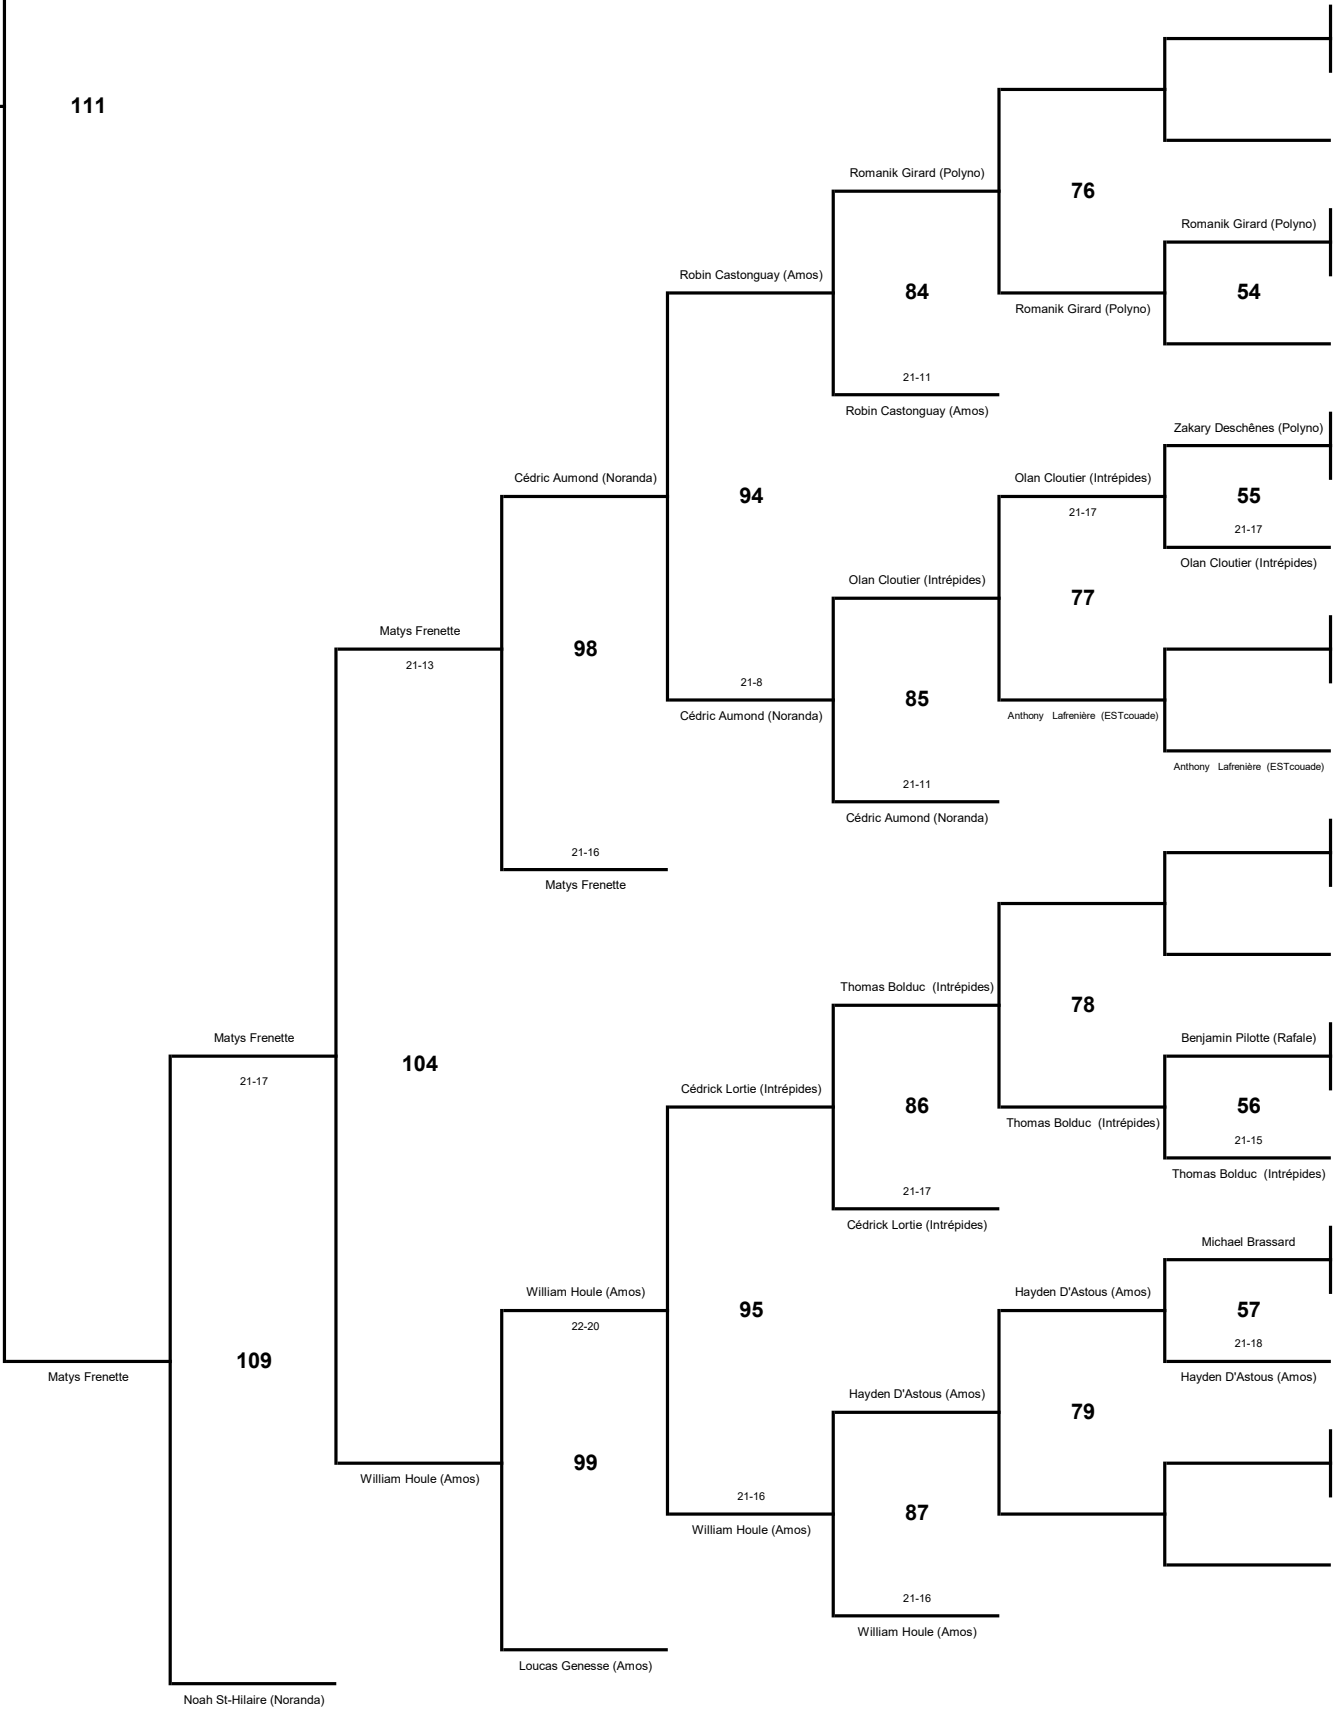 111
Romanik Girard (Polyno)
76
Romanik Girard (Polyno)
Robin Castonguay (Amos)
84
54
Romanik Girard (Polyno)
21-11
Robin Castonguay (Amos)
Zakary Deschênes (Polyno)
Cédric Aumond (Noranda)
94
Olan Cloutier (Intrépides)
55
21-17
21-17
Olan Cloutier (Intrépides)
Olan Cloutier (Intrépides)
77
Matys Frenette
98
21-13
21-8
85
Cédric Aumond (Noranda)
Anthony Lafrenière (ESTcouade)
Anthony Lafrenière (ESTcouade)
21-11
Cédric Aumond (Noranda)
21-16
Matys Frenette
Thomas Bolduc (Intrépides)
78
Matys Frenette
104
Benjamin Pilotte (Rafale)
21-17
Cédrick Lortie (Intrépides)
86
56
Thomas Bolduc (Intrépides)
21-15
Thomas Bolduc (Intrépides)
21-17
Cédrick Lortie (Intrépides)
Michael Brassard
William Houle (Amos)
95
Hayden D'Astous (Amos)
57
22-20
21-18
109
Matys Frenette
Hayden D'Astous (Amos)
Hayden D'Astous (Amos)
79
99
William Houle (Amos)
21-16
87
William Houle (Amos)
21-16
William Houle (Amos)
Loucas Genesse (Amos)
Noah St-Hilaire (Noranda)